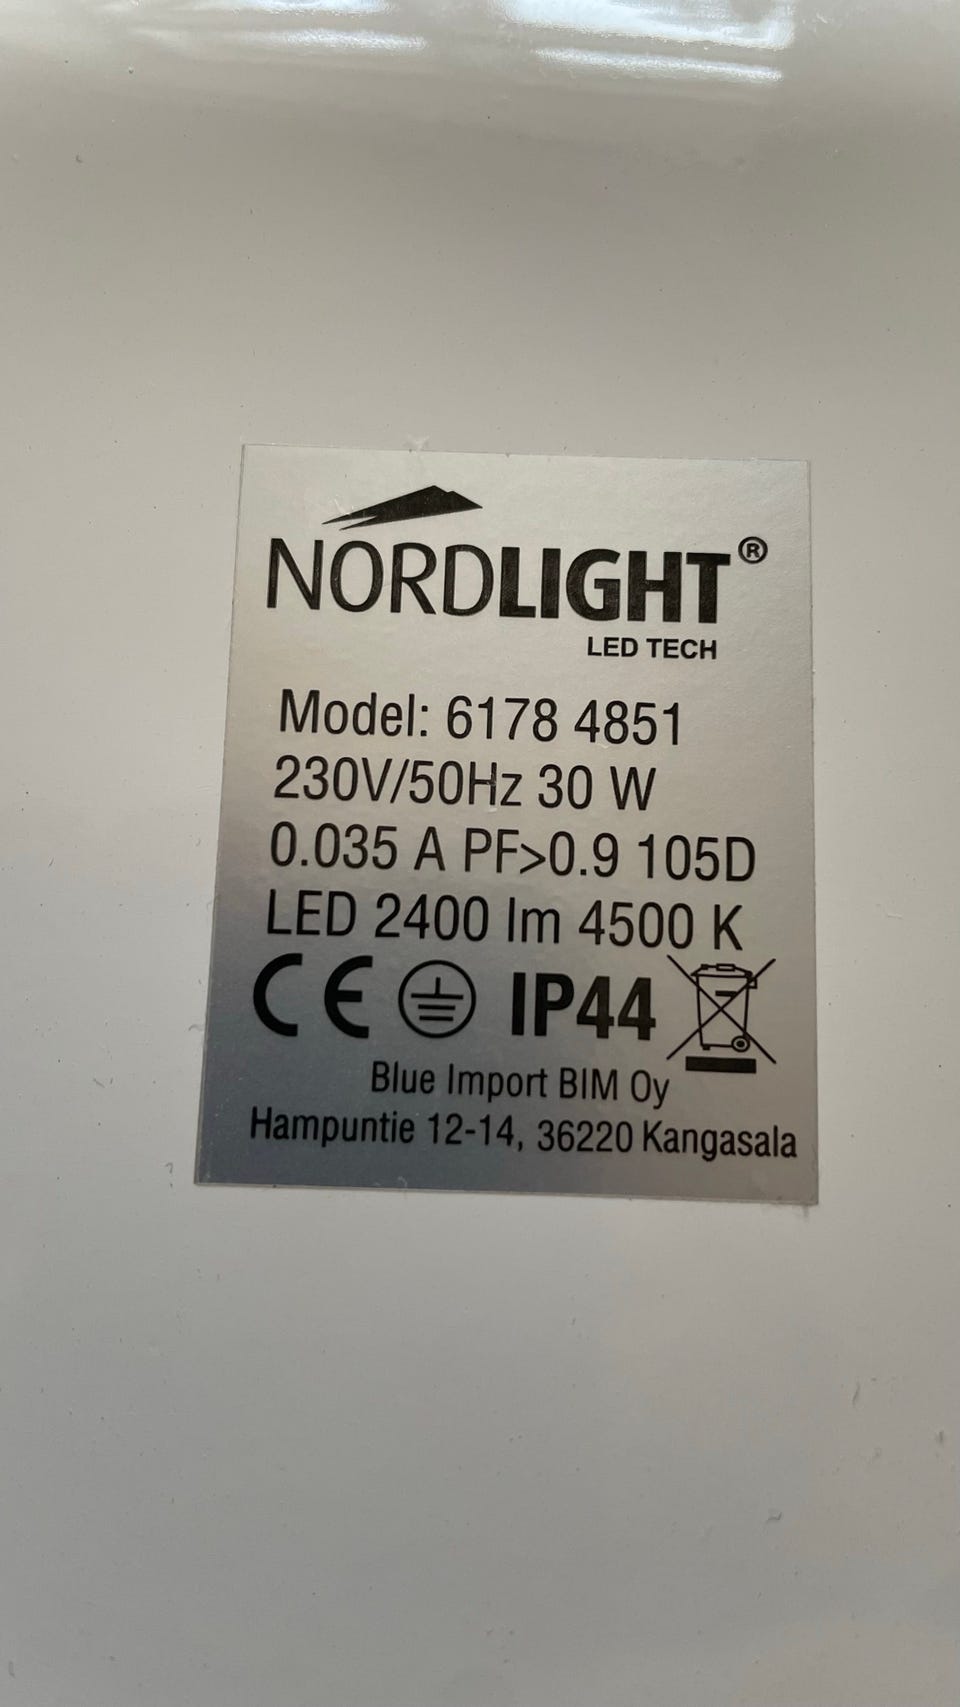 NORDLIGHT®
LED TECH
Model: 6178 4851
230V/50Hz 30 W
0.035 A PF>0.9 105D
LED 2400 lm 4500 K
CE IP44
Blue Import BIM Oy
Hampuntie 12-14, 36220 Kangasala